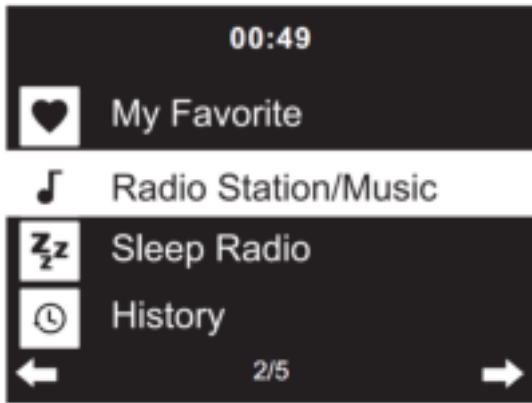 00:49
My Favorite
Radio Station/Music
Sleep Radio
History
2/5